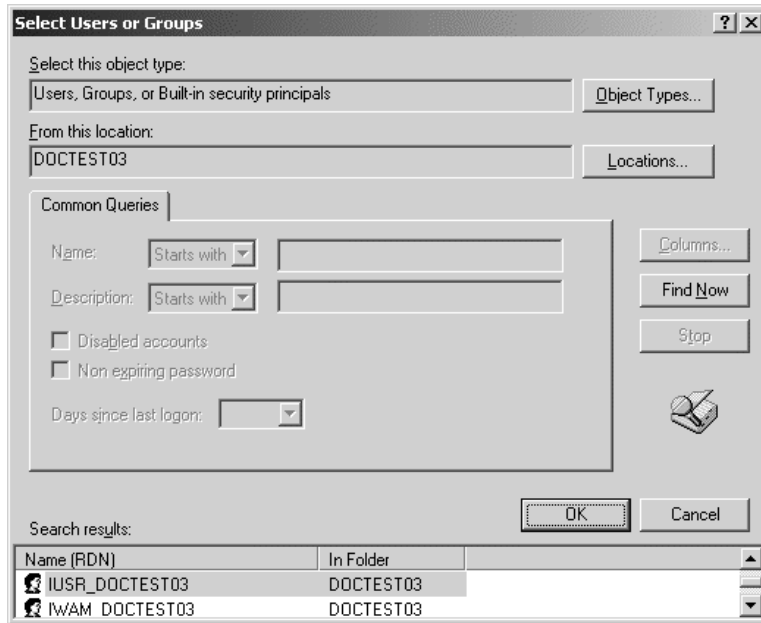 Select Users or Groups
Select this object type:
Users, Groups, or Built-in security principals
Object Types...
From this location:
DOCTEST03
Locations...
Common Queries
Name: Starts with
Columns...
Description: Starts with
Find Now
Disabled accounts
Stop
Non expiring password
Days since last logon:
OK Cancel
Search results:
Name (RDN) In Folder
IUSR_DOCTEST03 DOCTEST03
IWAM_DOCTEST03 DOCTEST03